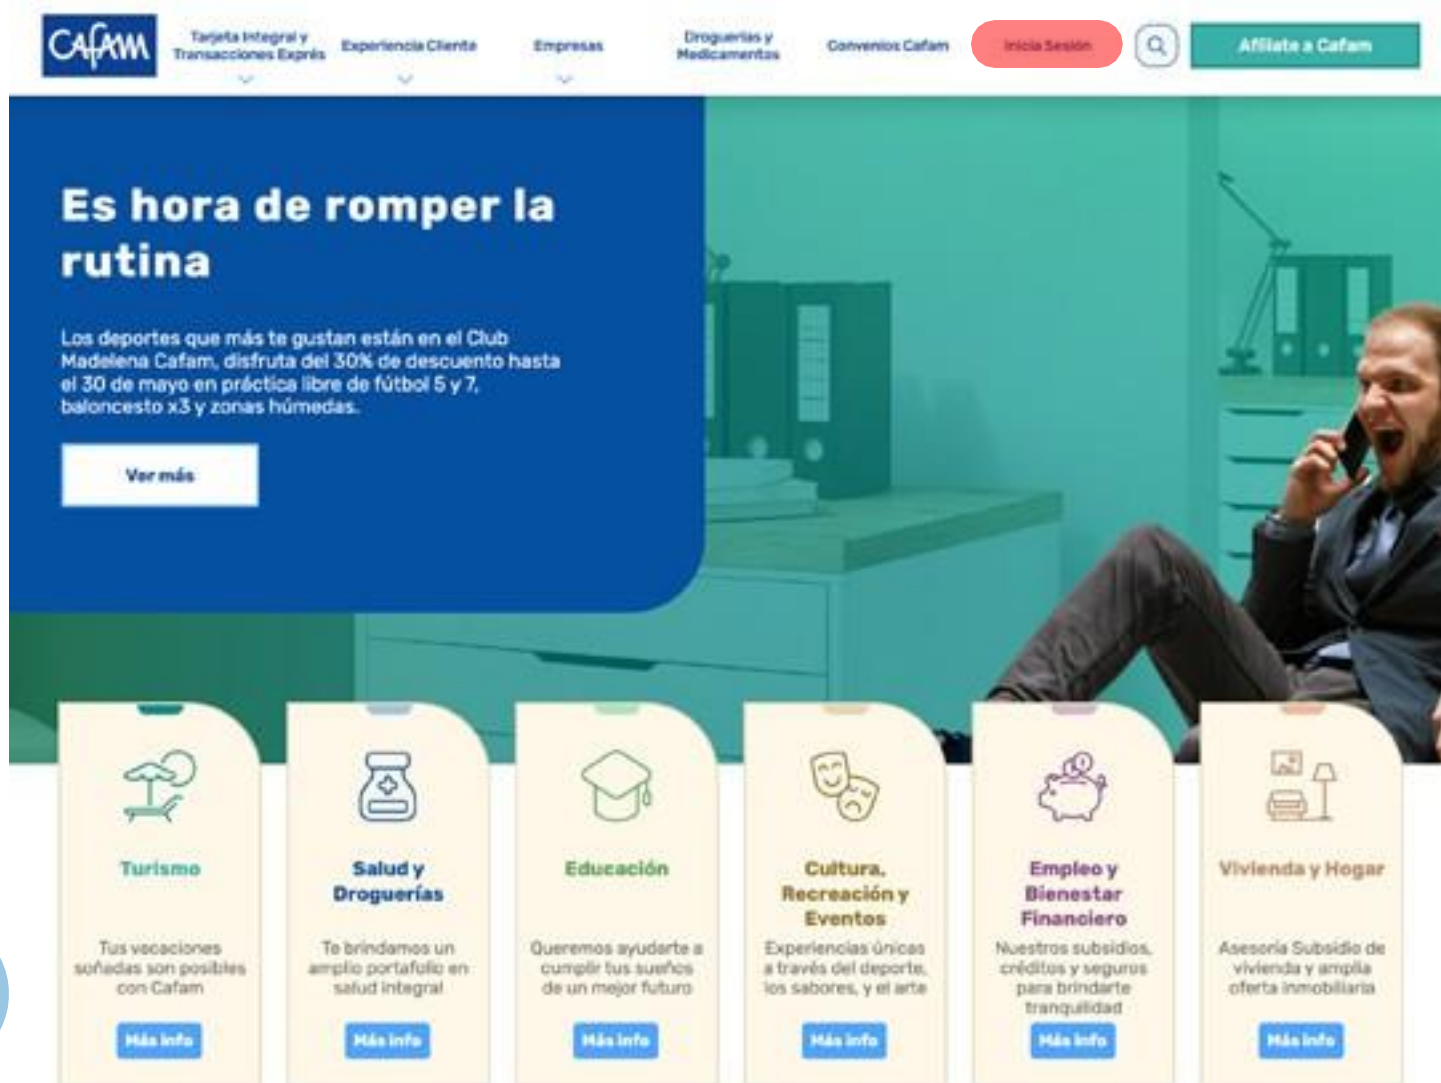 CAFAM
Tarjeta Integral y
Transacciones Exprés
Experiencia Cliente
Empresas
Droguerías y
Medicamentos
Convenios Cafam
Inicia Sesión
Afíliate a Cafam
Es hora de romper la
rutina
Los deportes que más te gustan están en el Club
Madelena Cafam, disfruta del 30% de descuento hasta
el 30 de mayo en práctica libre de fútbol 5 y 7,
baloncesto x3 y zonas húmedas.
Ver más
Turismo
Tus vacaciones
soñadas son posibles
con Cafam
Más info
Salud y
Droguerías
Te brindamos un
amplio portafolio en
salud integral
Más info
Educación
Queremos ayudarte a
cumplir tus sueños
de un mejor futuro
Más info
Cultura,
Recreación y
Eventos
Experiencias únicas
a través del deporte,
los sabores, y el arte
Más info
Empleo y
Bienestar
Financiero
Nuestros subsidios,
créditos y seguros
para brindarte
tranquilidad
Más info
Vivienda y Hogar
Asesoría Subsidio de
vivienda y amplia
oferta inmobiliaria
Más info